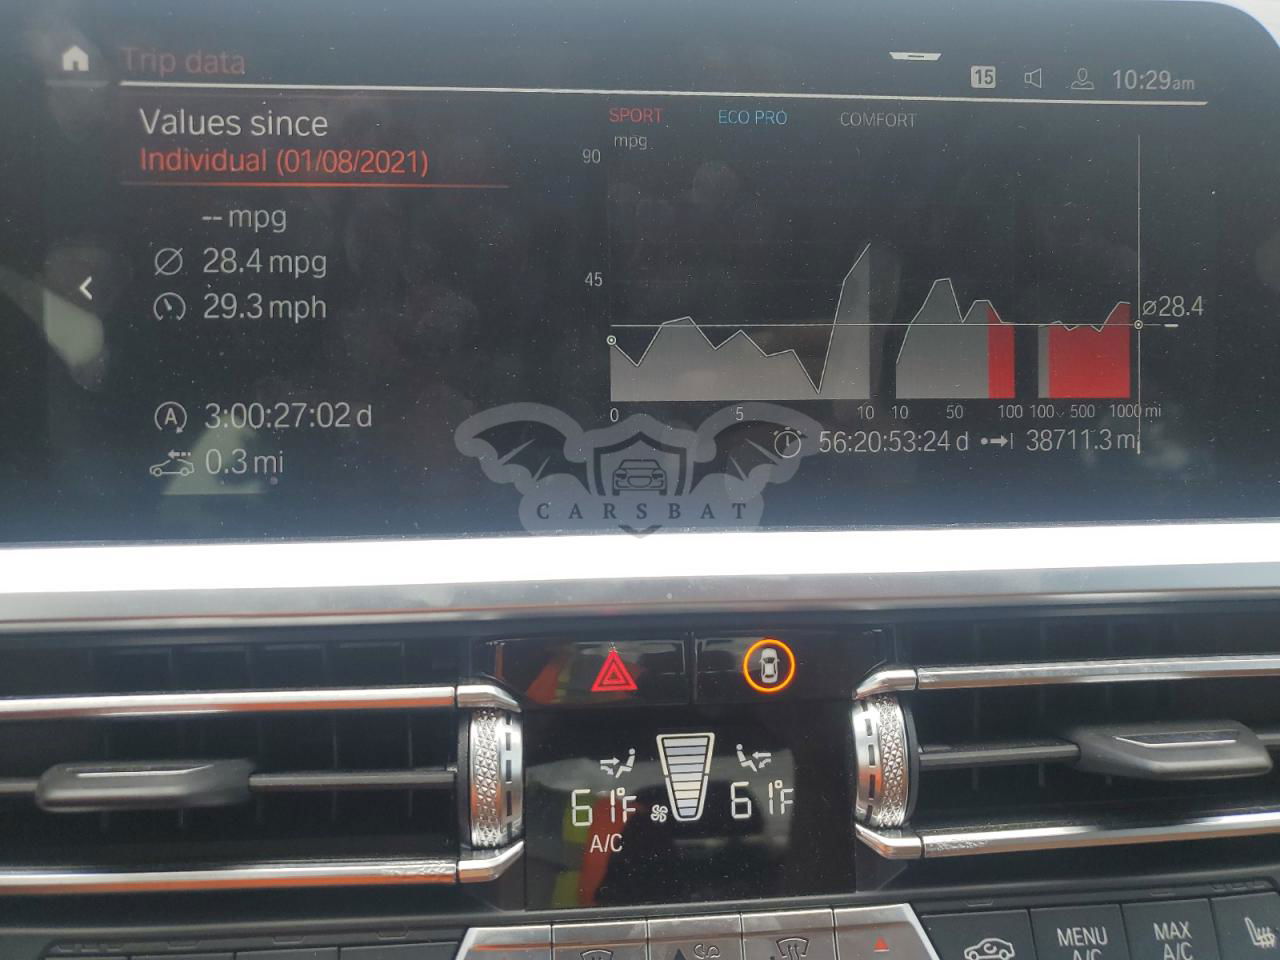 Trip data
15
10:29am
Values since
Individual (01/08/2021)
-- mpg
Ø 28.4 mpg
29.3 mph
A 3:00:27:02 d
0.3 mi
SPORT ECO PRO COMFORT
mpg
90
45
Ø28.4
0 5 10 10 50 100 100 500 1000 mi
56:20:53:24 d 38711.3 mi
CARSBAT
61°F 61°F
A/C
MENU
A/C
MAX
A/C